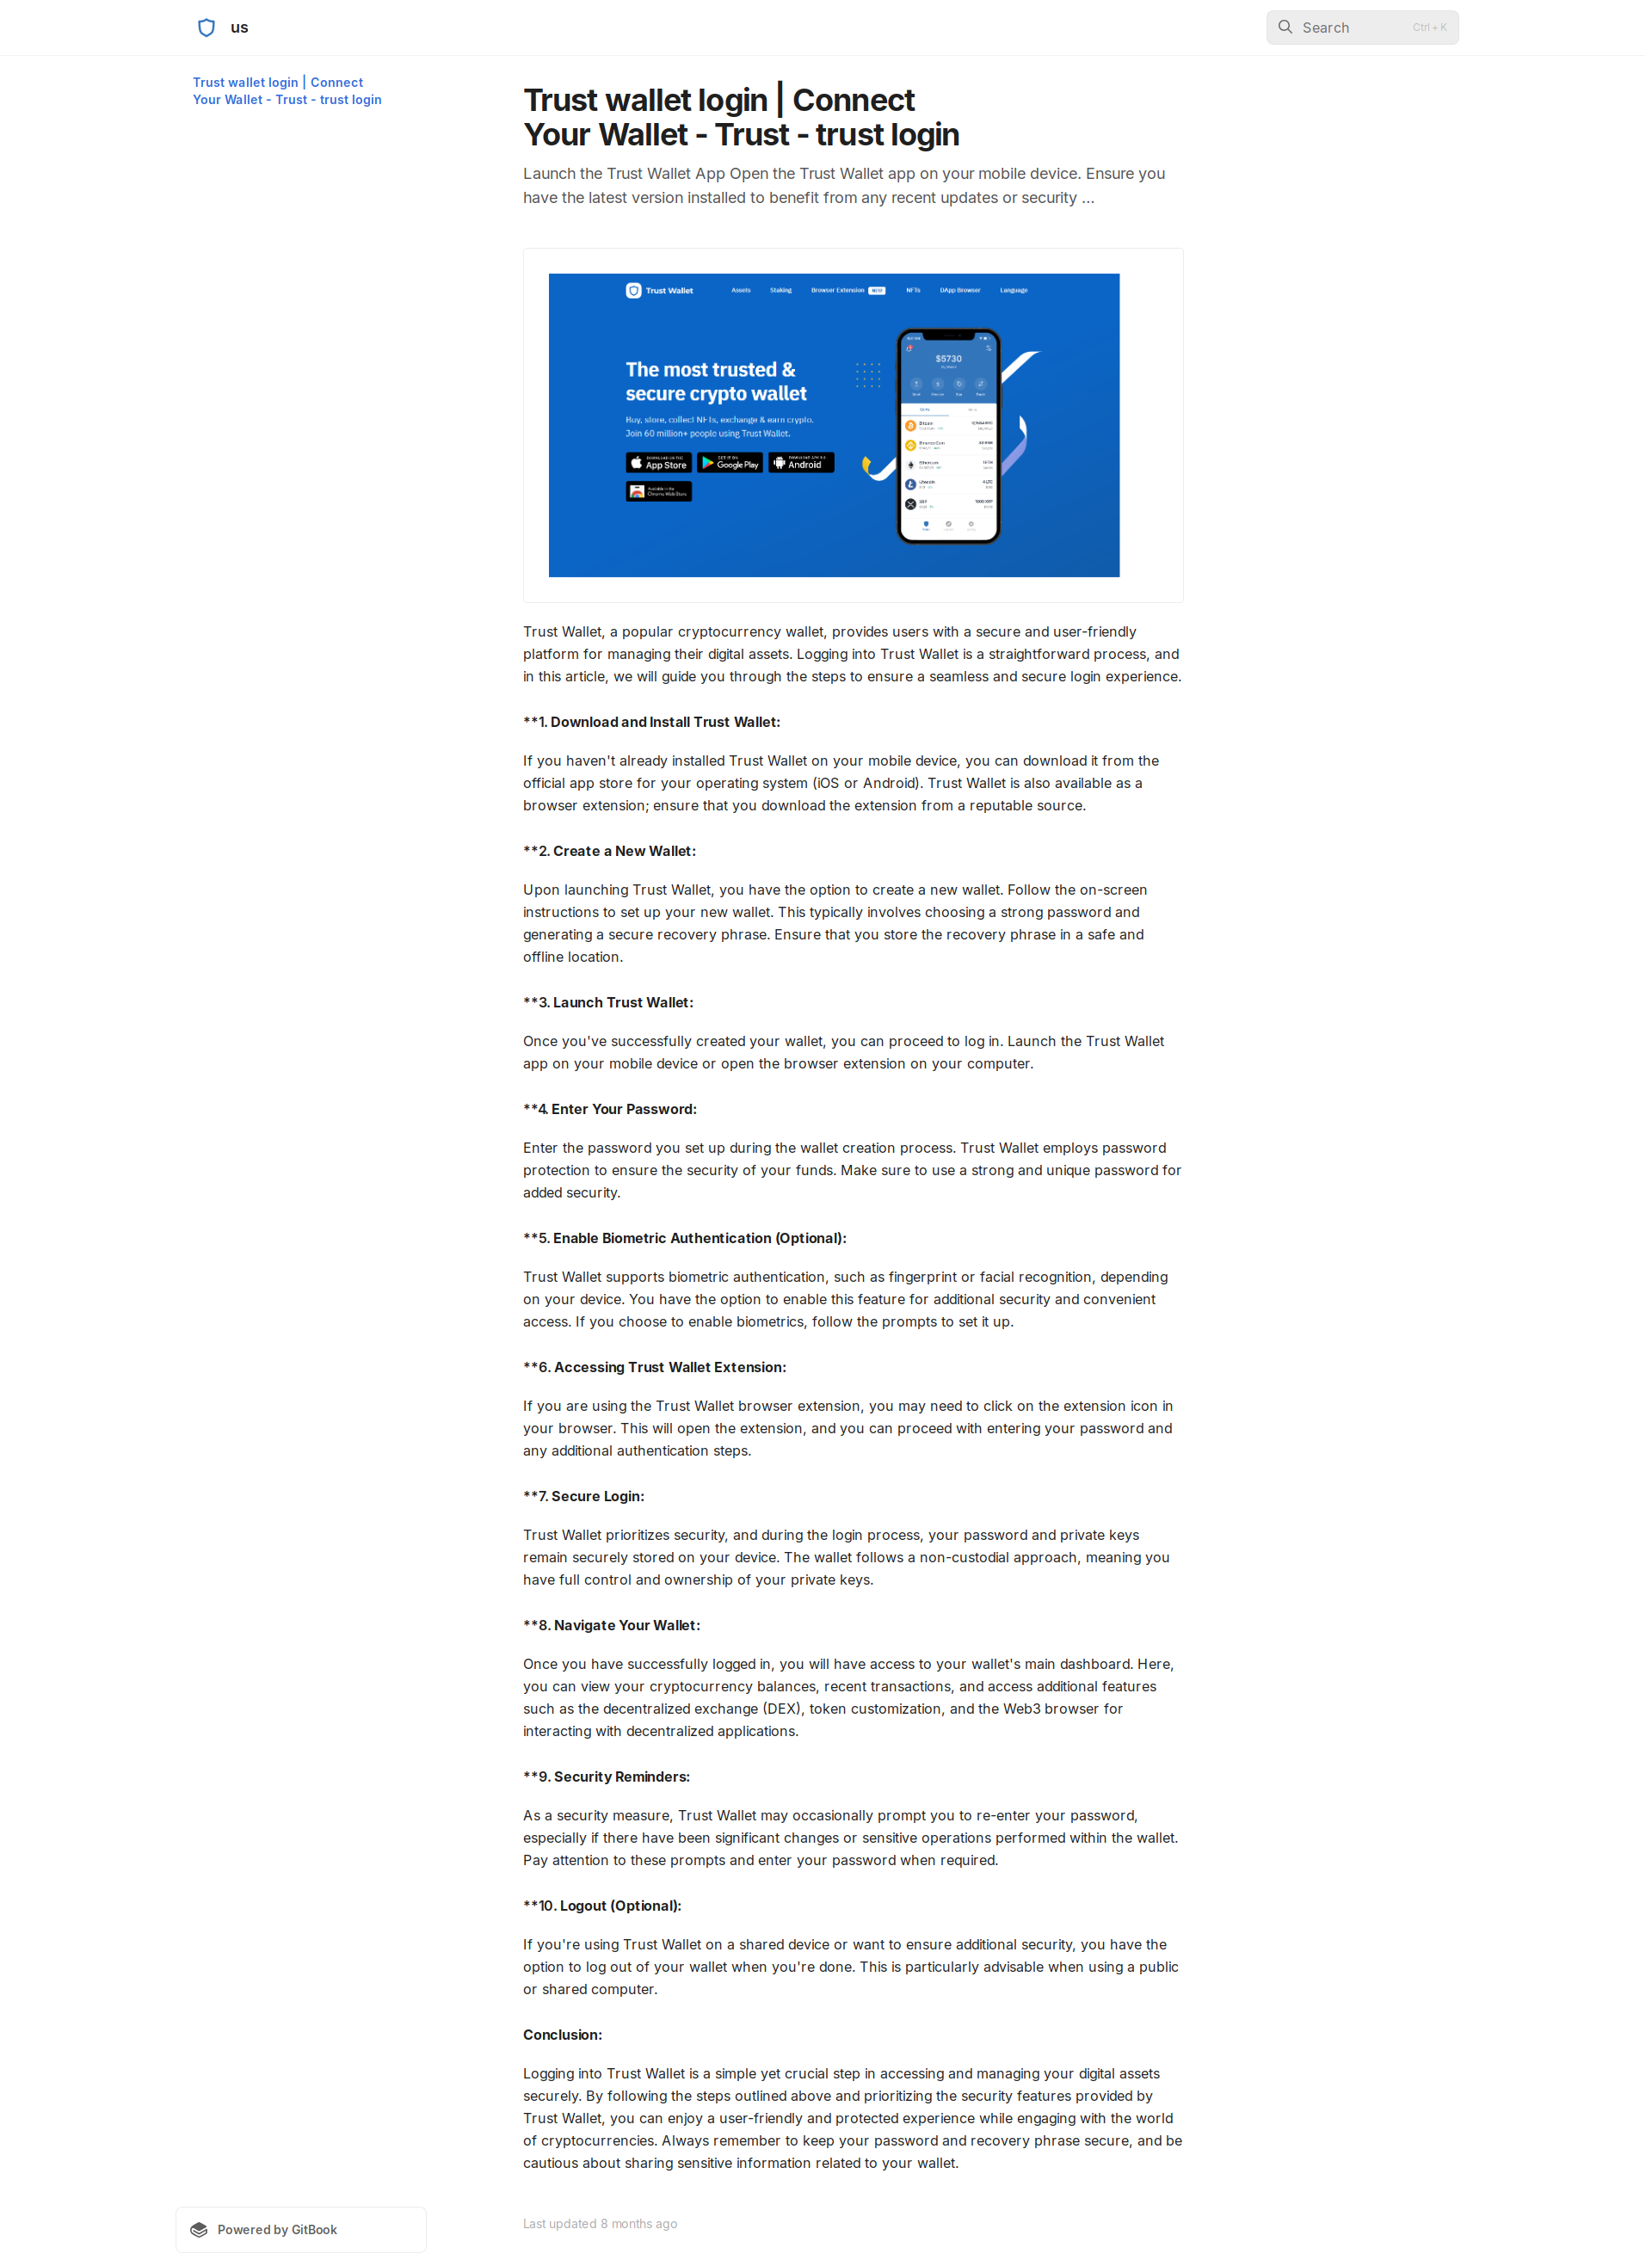 us
Search
Ctrl + K
Trust wallet login | Connect
Your Wallet - Trust - trust login
Trust wallet login | Connect
Your Wallet - Trust - trust login
Launch the Trust Wallet App Open the Trust Wallet app on your mobile device. Ensure you
have the latest version installed to benefit from any recent updates or security ...
Trust Wallet
Assets
Staking
Browser Extension
NEW
NFTs
DApp Browser
Language
The most trusted &
secure crypto wallet
Buy, store, collect NFTs, exchange & earn crypto.
Join 60 million+ people using Trust Wallet.
DOWNLOAD ON THE
App Store
GET IT ON
Google Play
Android
Available in the
Chrome Web Store
$5730
Bitcoin
Ethereum
Trust Wallet, a popular cryptocurrency wallet, provides users with a secure and user-friendly
platform for managing their digital assets. Logging into Trust Wallet is a straightforward process, and
in this article, we will guide you through the steps to ensure a seamless and secure login experience.
**1. Download and Install Trust Wallet:
If you haven't already installed Trust Wallet on your mobile device, you can download it from the
official app store for your operating system (iOS or Android). Trust Wallet is also available as a
browser extension; ensure that you download the extension from a reputable source.
**2. Create a New Wallet:
Upon launching Trust Wallet, you have the option to create a new wallet. Follow the on-screen
instructions to set up your new wallet. This typically involves choosing a strong password and
generating a secure recovery phrase. Ensure that you store the recovery phrase in a safe and
offline location.
**3. Launch Trust Wallet:
Once you've successfully created your wallet, you can proceed to log in. Launch the Trust Wallet
app on your mobile device or open the browser extension on your computer.
**4. Enter Your Password:
Enter the password you set up during the wallet creation process. Trust Wallet employs password
protection to ensure the security of your funds. Make sure to use a strong and unique password for
added security.
**5. Enable Biometric Authentication (Optional):
Trust Wallet supports biometric authentication, such as fingerprint or facial recognition, depending
on your device. You have the option to enable this feature for additional security and convenient
access. If you choose to enable biometrics, follow the prompts to set it up.
**6. Accessing Trust Wallet Extension:
If you are using the Trust Wallet browser extension, you may need to click on the extension icon in
your browser. This will open the extension, and you can proceed with entering your password and
any additional authentication steps.
**7. Secure Login:
Trust Wallet prioritizes security, and during the login process, your password and private keys
remain securely stored on your device. The wallet follows a non-custodial approach, meaning you
have full control and ownership of your private keys.
**8. Navigate Your Wallet:
Once you have successfully logged in, you will have access to your wallet's main dashboard. Here,
you can view your cryptocurrency balances, recent transactions, and access additional features
such as the decentralized exchange (DEX), token customization, and the Web3 browser for
interacting with decentralized applications.
**9. Security Reminders:
As a security measure, Trust Wallet may occasionally prompt you to re-enter your password,
especially if there have been significant changes or sensitive operations performed within the wallet.
Pay attention to these prompts and enter your password when required.
**10. Logout (Optional):
If you're using Trust Wallet on a shared device or want to ensure additional security, you have the
option to log out of your wallet when you're done. This is particularly advisable when using a public
or shared computer.
Conclusion:
Logging into Trust Wallet is a simple yet crucial step in accessing and managing your digital assets
securely. By following the steps outlined above and prioritizing the security features provided by
Trust Wallet, you can enjoy a user-friendly and protected experience while engaging with the world
of cryptocurrencies. Always remember to keep your password and recovery phrase secure, and be
cautious about sharing sensitive information related to your wallet.
Powered by GitBook
Last updated 8 months ago